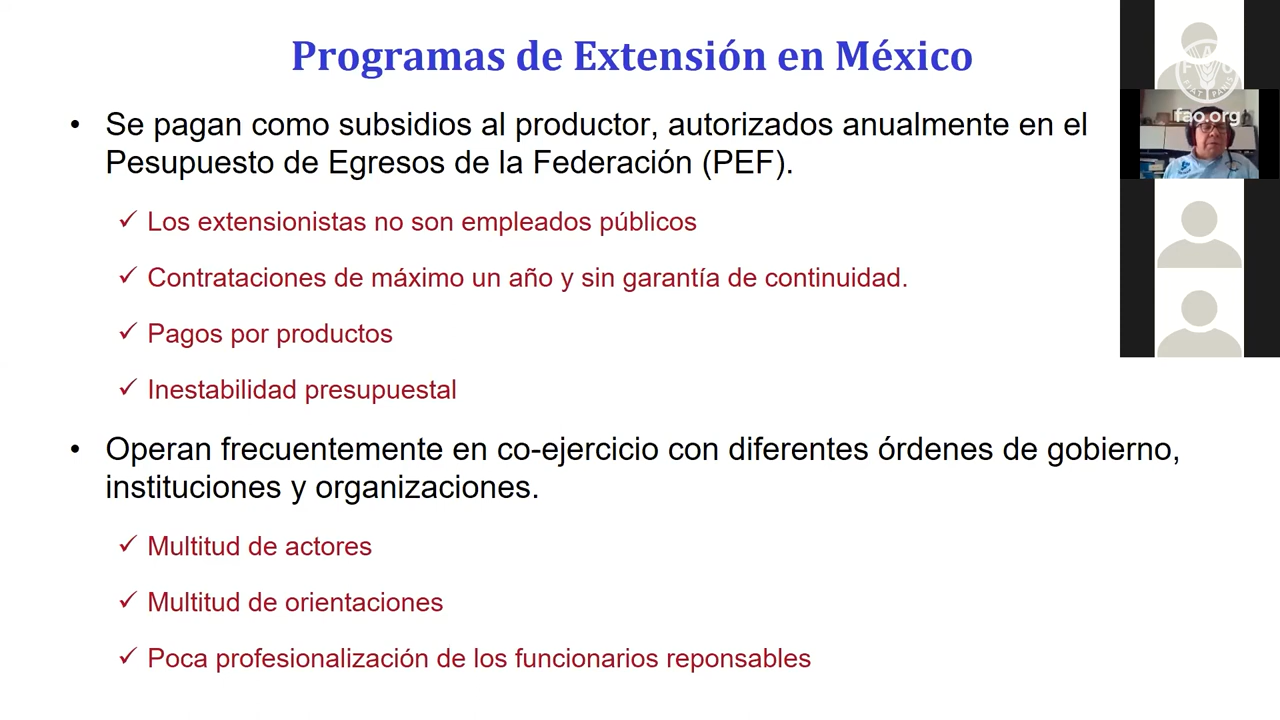 Programas de Extensión en México
• Se pagan como subsidios al productor, autorizados anualmente en el
Pesupuesto de Egresos de la Federación (PEF).
✓ Los extensionistas no son empleados públicos
✓ Contrataciones de máximo un año y sin garantía de continuidad.
✓ Pagos por productos
✓ Inestabilidad presupuestal
• Operan frecuentemente en co-ejercicio con diferentes órdenes de gobierno,
instituciones y organizaciones.
✓ Multitud de actores
✓ Multitud de orientaciones
✓ Poca profesionalización de los funcionarios reponsables
fao.org